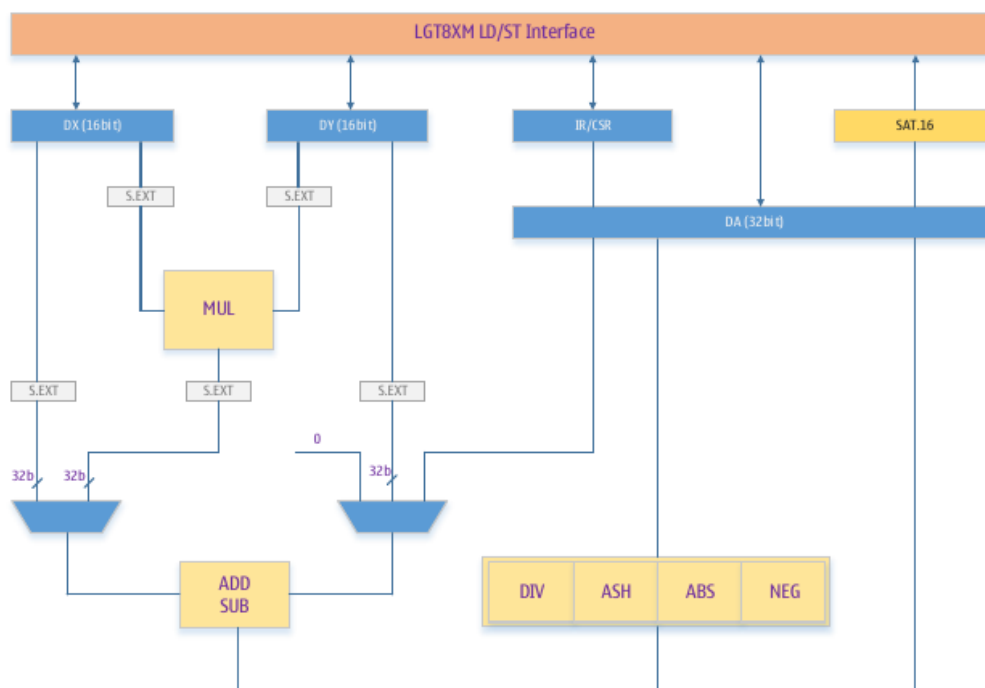 LGT8XM LD/ST Interface
DX (16bit)
DY (16bit)
IR/CSR
SAT.16
S.EXT
S.EXT
DA (32bit)
MUL
S.EXT
S.EXT
S.EXT
0
32b
32b
32b
ADD
SUB
DIV
ASH
ABS
NEG